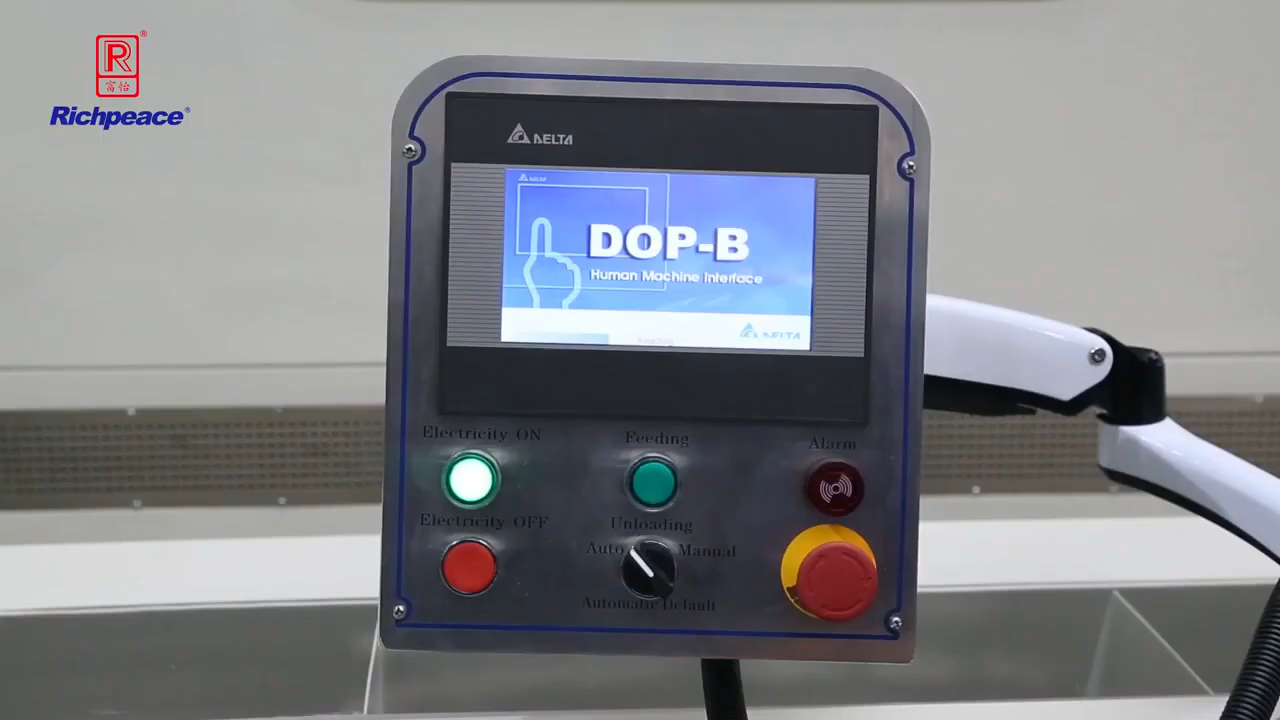 R®
富怡
Richpeace®
DELTA
DELTA
DOP-B
Human Machine Interface
DELTA
Electricity ON
Feeding
Alarm
Electricity OFF
Unloading
Auto
Manual
Automatic Default